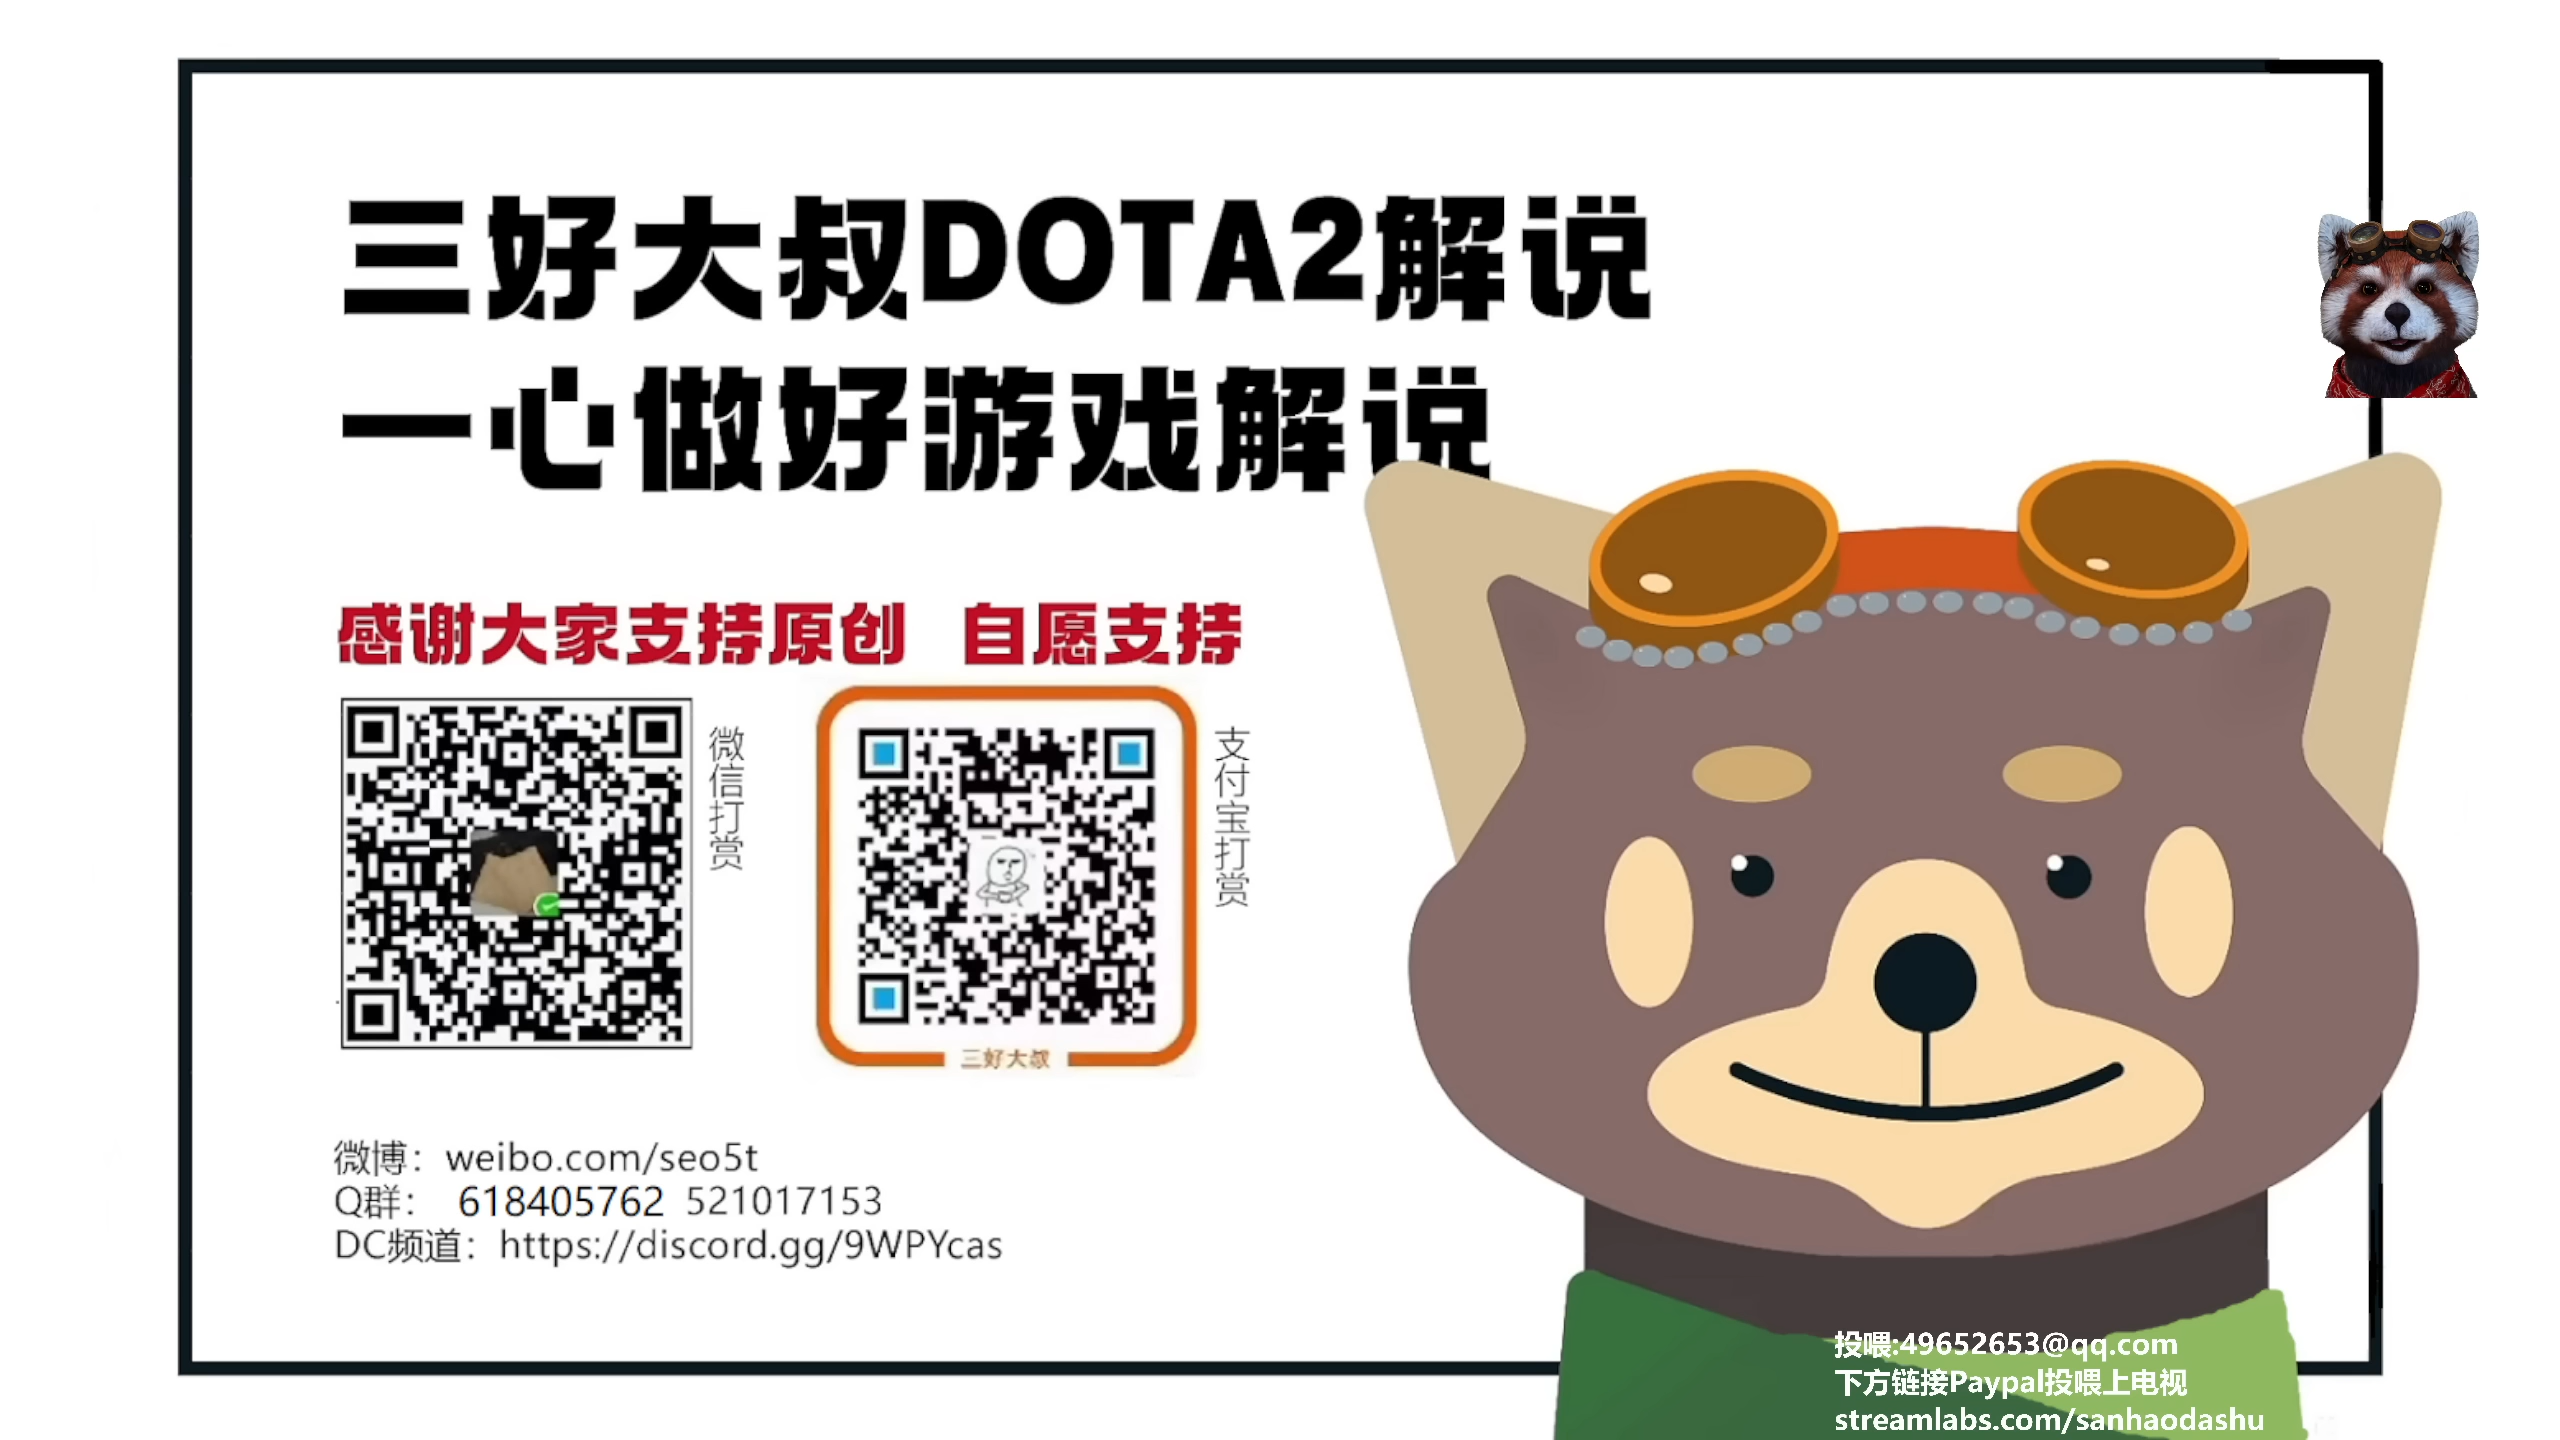 三好大叔DOTA2解说
一心做好游戏解说
感谢大家支持原创 自愿支持
微信打赏
支付宝打赏
三好大叔
微博：weibo.com/seo5t
Q群： 618405762 521017153
DC频道：https://discord.gg/9WPYcas
投喂:49652653@qq.com
下方链接Paypal投喂上电视
streamlabs.com/sanhaodashu